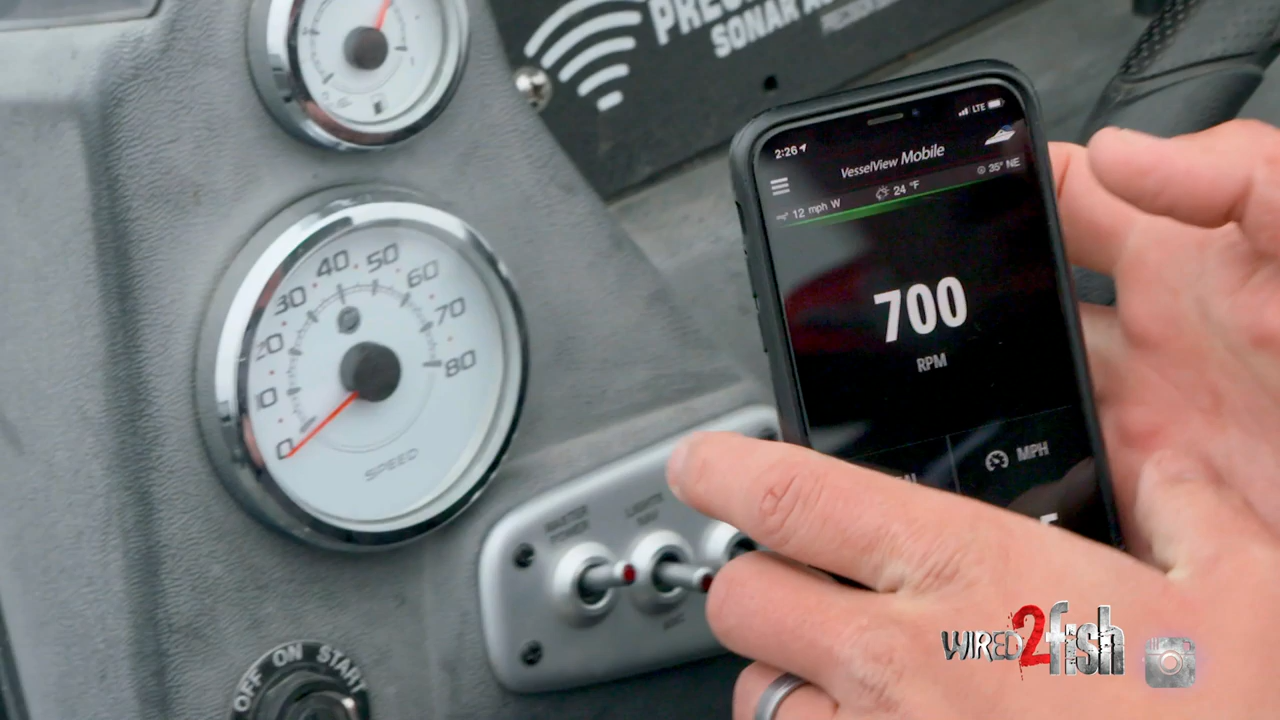 SONAR
2:26
LTE
VesselView Mobile
12 mph W
24 °F
35° NE
700
RPM
MPH
40
50
60
30
70
20
80
10
0
SPEED
OFF ON START
WIRED2fish